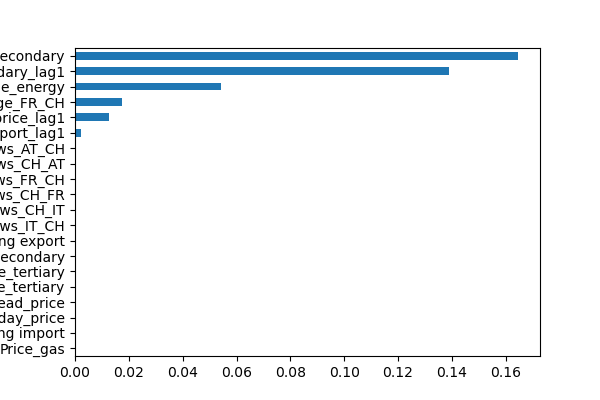 econdary
dary_lag1
e_energy
ge_FR_CH
price_lag1
port_lag1
ws_AT_CH
ws_CH_AT
ws_FR_CH
ws_CH_FR
ws_CH_IT
ws_IT_CH
ng export
econdary
e_tertiary
e_tertiary
ead_price
day_price
ng import
Price_gas
0.00 0.02 0.04 0.06 0.08 0.10 0.12 0.14 0.16